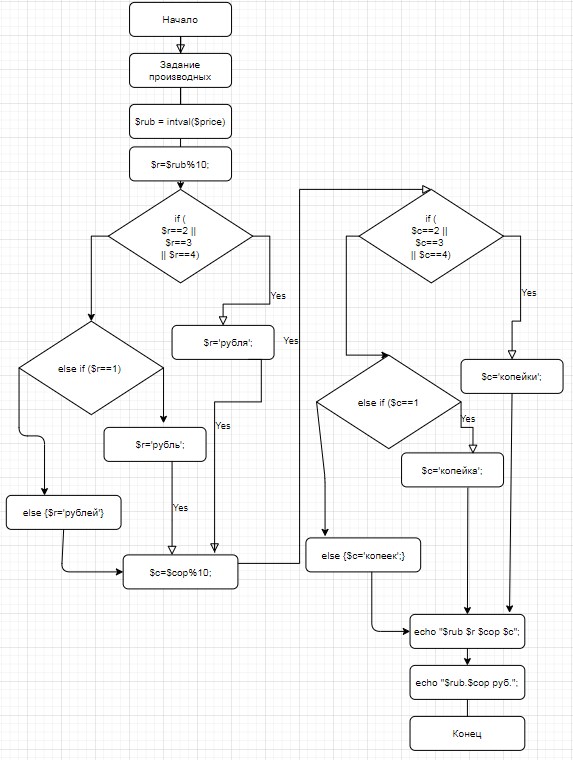 Начало
Задание
производных
$rub = intval($price)
$r=$rub%10;
if (
$r==2 ||
$r==3
|| $r==4)
Yes
else if ($r==1)
$r='рубля';
Yes
Yes
$r='рубль';
else {$r='рублей'}
Yes
$c=$cop%10;
if (
$c==2 ||
$c==3
|| $c==4)
Yes
$c='копейки';
else if ($c==1
Yes
$c='копейка';
else {$c='копеек';}
echo "$rub $r $cop $c";
echo "$rub.$cop руб.";
Конец